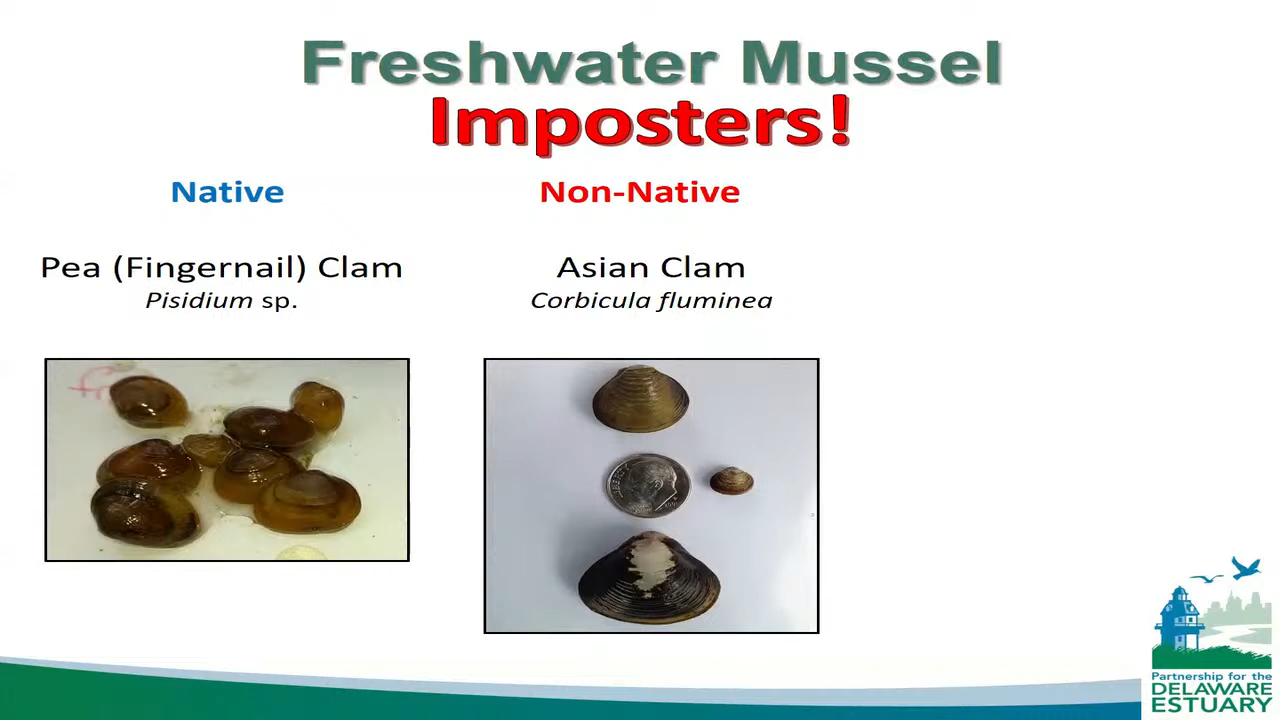 Freshwater Mussel
Imposters!
Native
Non-Native
Pea (Fingernail) Clam
Asian Clam
Pisidium sp.
Corbicula fluminea
LIBERTY
Partnership for the
DELAWARE
ESTUARY